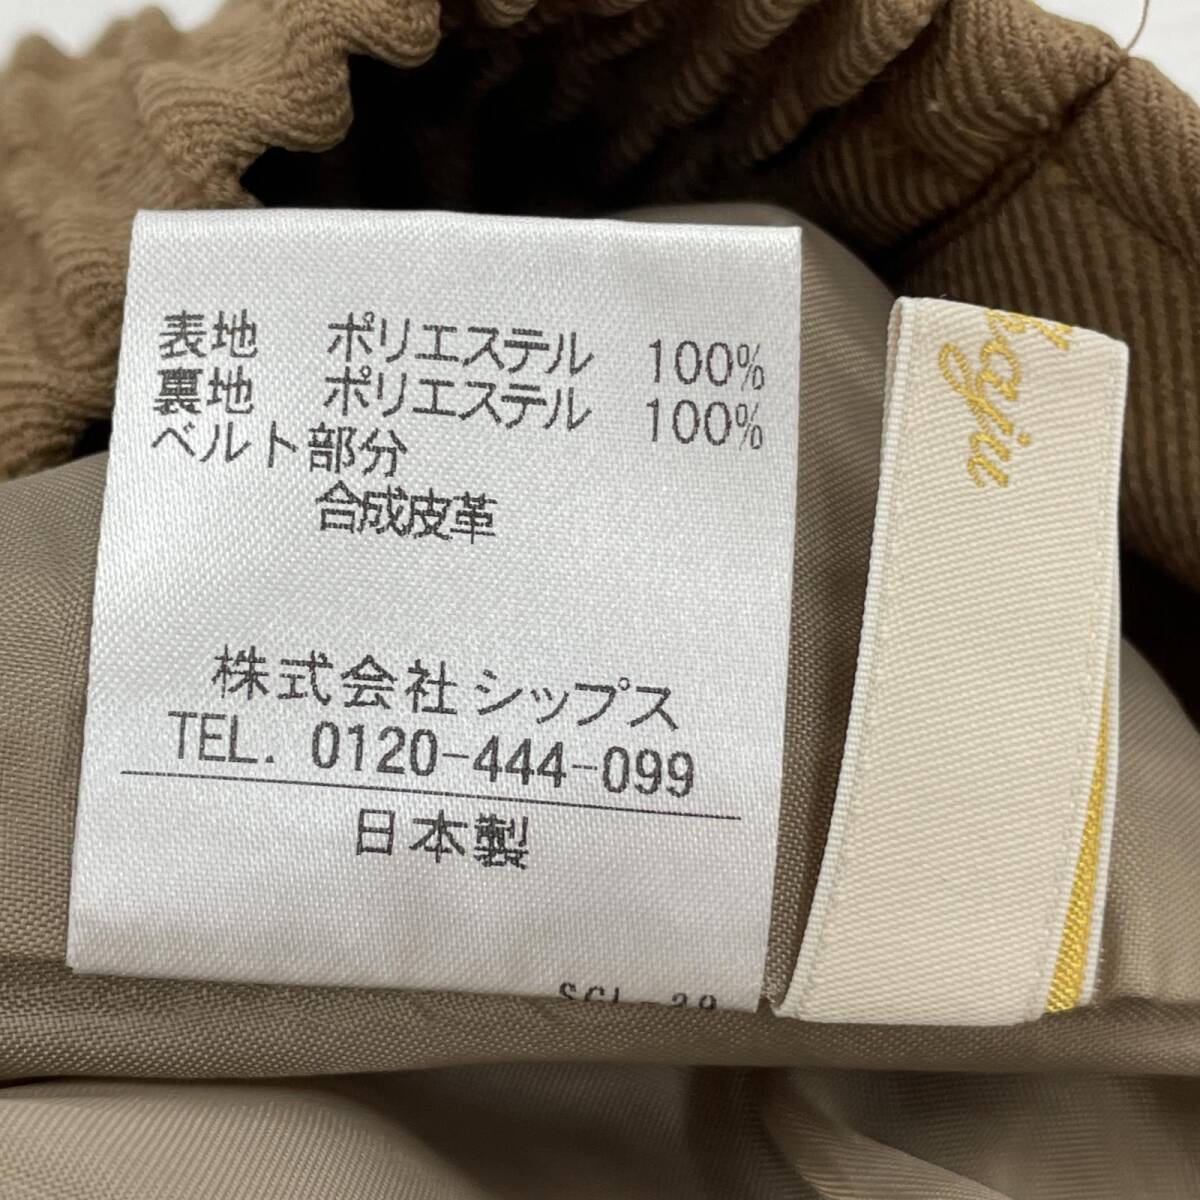 表地 ポリエステル 100%
裏地 ポリエステル 100%
ベルト部分
合成皮革
株式会社シップス
TEL. 0120-444-099
日本製